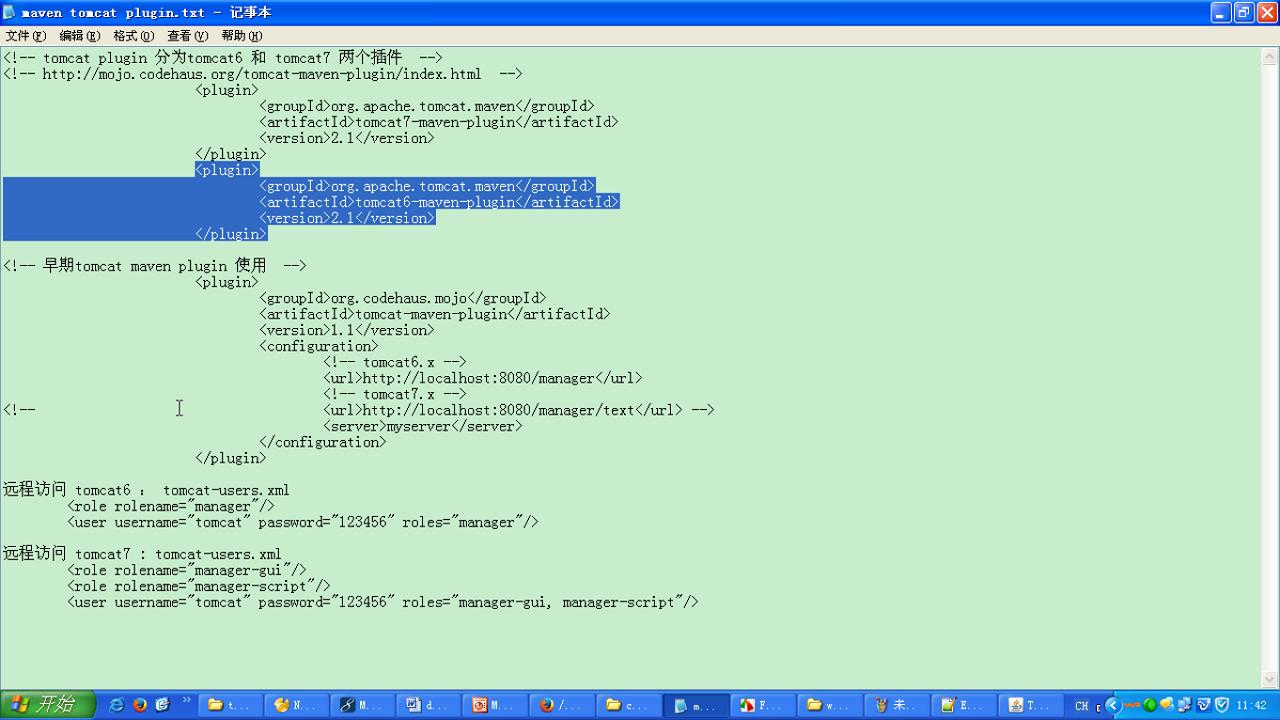 maven tomcat plugin.txt - 记事本
文件(F) 编辑(E) 格式(O) 查看(V) 帮助(H)
<!-- tomcat plugin 分为tomcat6 和 tomcat7 两个插件  -->
<!-- http://mojo.codehaus.org/tomcat-maven-plugin/index.html  -->
<plugin>
<groupId>org.apache.tomcat.maven</groupId>
<artifactId>tomcat7-maven-plugin</artifactId>
<version>2.1</version>
</plugin>
<plugin>
<groupId>org.apache.tomcat.maven</groupId>
<artifactId>tomcat6-maven-plugin</artifactId>
<version>2.1</version>
</plugin>
<!-- 早期tomcat maven plugin 使用  -->
<plugin>
<groupId>org.codehaus.mojo</groupId>
<artifactId>tomcat-maven-plugin</artifactId>
<version>1.1</version>
<configuration>
<!-- tomcat6.x -->
<url>http://localhost:8080/manager</url>
<!-- tomcat7.x -->
<!-- <url>http://localhost:8080/manager/text</url> -->
<server>myserver</server>
</configuration>
</plugin>
远程访问 tomcat6 ： tomcat-users.xml
<role rolename="manager"/>
<user username="tomcat" password="123456" roles="manager"/>
远程访问 tomcat7 : tomcat-users.xml
<role rolename="manager-gui"/>
<role rolename="manager-script"/>
<user username="tomcat" password="123456" roles="manager-gui, manager-script"/>
开始 » t... N... M... d... M... /... c... m... F... w... 未... E... T... CH 11:42